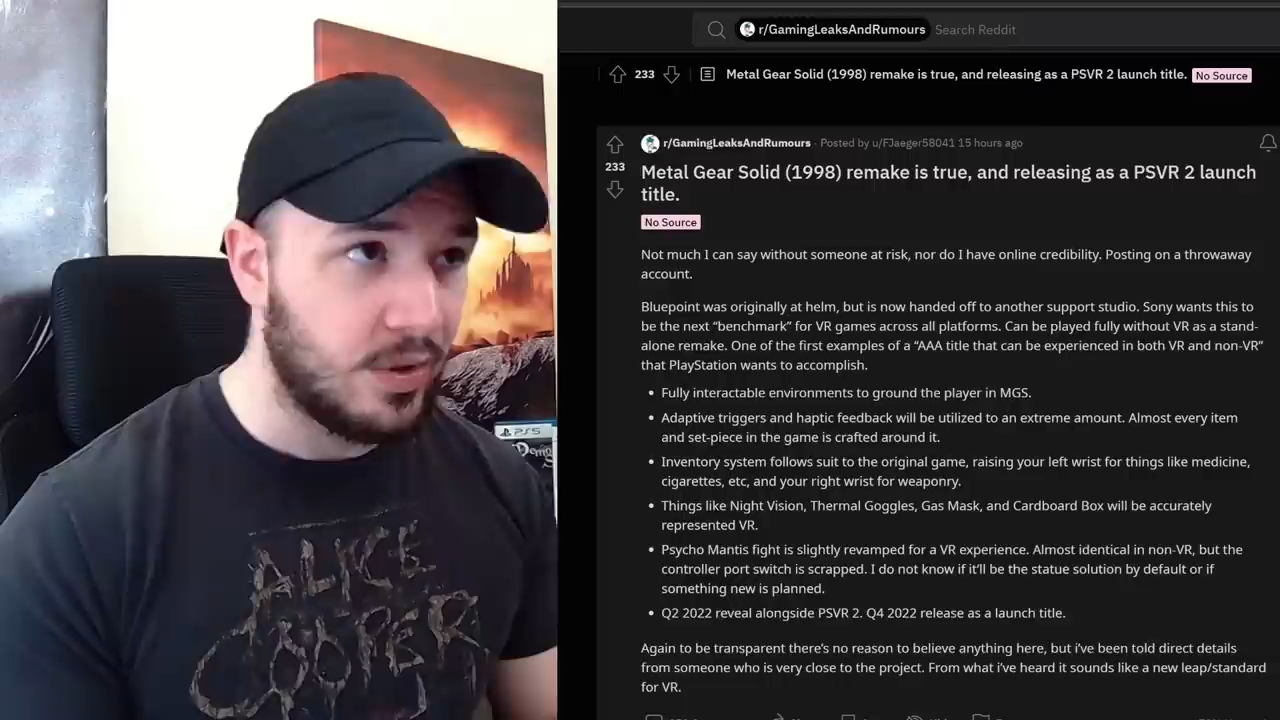 r/GamingLeaksAndRumours Search Reddit
233 Metal Gear Solid (1998) remake is true, and releasing as a PSVR 2 launch title. No Source
r/GamingLeaksAndRumours · Posted by u/FJaeger58041 15 hours ago
233
Metal Gear Solid (1998) remake is true, and releasing as a PSVR 2 launch
title.
No Source
Not much I can say without someone at risk, nor do I have online credibility. Posting on a throwaway
account.
Bluepoint was originally at helm, but is now handed off to another support studio. Sony wants this to
be the next “benchmark” for VR games across all platforms. Can be played fully without VR as a stand-
alone remake. One of the first examples of a “AAA title that can be experienced in both VR and non-VR”
that PlayStation wants to accomplish.
• Fully interactable environments to ground the player in MGS.
• Adaptive triggers and haptic feedback will be utilized to an extreme amount. Almost every item
and set-piece in the game is crafted around it.
• Inventory system follows suit to the original game, raising your left wrist for things like medicine,
cigarettes, etc, and your right wrist for weaponry.
• Things like Night Vision, Thermal Goggles, Gas Mask, and Cardboard Box will be accurately
represented VR.
• Psycho Mantis fight is slightly revamped for a VR experience. Almost identical in non-VR, but the
controller port switch is scrapped. I do not know if it’ll be the statue solution by default or if
something new is planned.
• Q2 2022 reveal alongside PSVR 2. Q4 2022 release as a launch title.
Again to be transparent there’s no reason to believe anything here, but i’ve been told direct details
from someone who is very close to the project. From what i’ve heard it sounds like a new leap/standard
for VR.
PS5
ALICE
COOPER